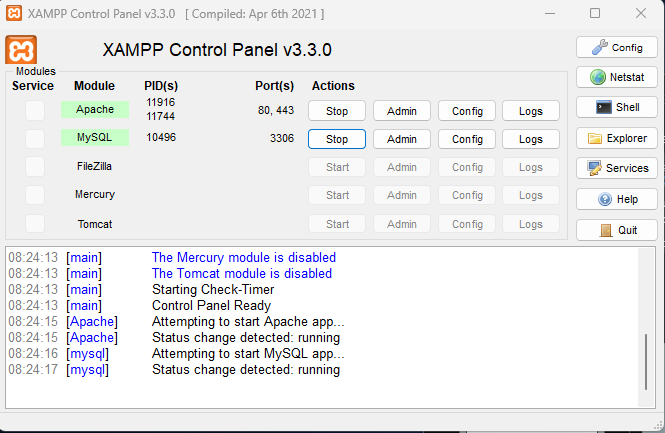 XAMPP Control Panel v3.3.0 [ Compiled: Apr 6th 2021 ]
XAMPP Control Panel v3.3.0
Config
Modules
Service Module PID(s) Port(s) Actions
Netstat
Apache 11916 11744 80, 443 Stop Admin Config Logs
Shell
MySQL 10496 3306 Stop Admin Config Logs
Explorer
FileZilla Start Admin Config Logs
Services
Mercury Start Admin Config Logs
Help
Tomcat Start Admin Config Logs
Quit
08:24:13 [main] The Mercury module is disabled
08:24:13 [main] The Tomcat module is disabled
08:24:13 [main] Starting Check-Timer
08:24:13 [main] Control Panel Ready
08:24:15 [Apache] Attempting to start Apache app...
08:24:15 [Apache] Status change detected: running
08:24:16 [mysql] Attempting to start MySQL app...
08:24:17 [mysql] Status change detected: running